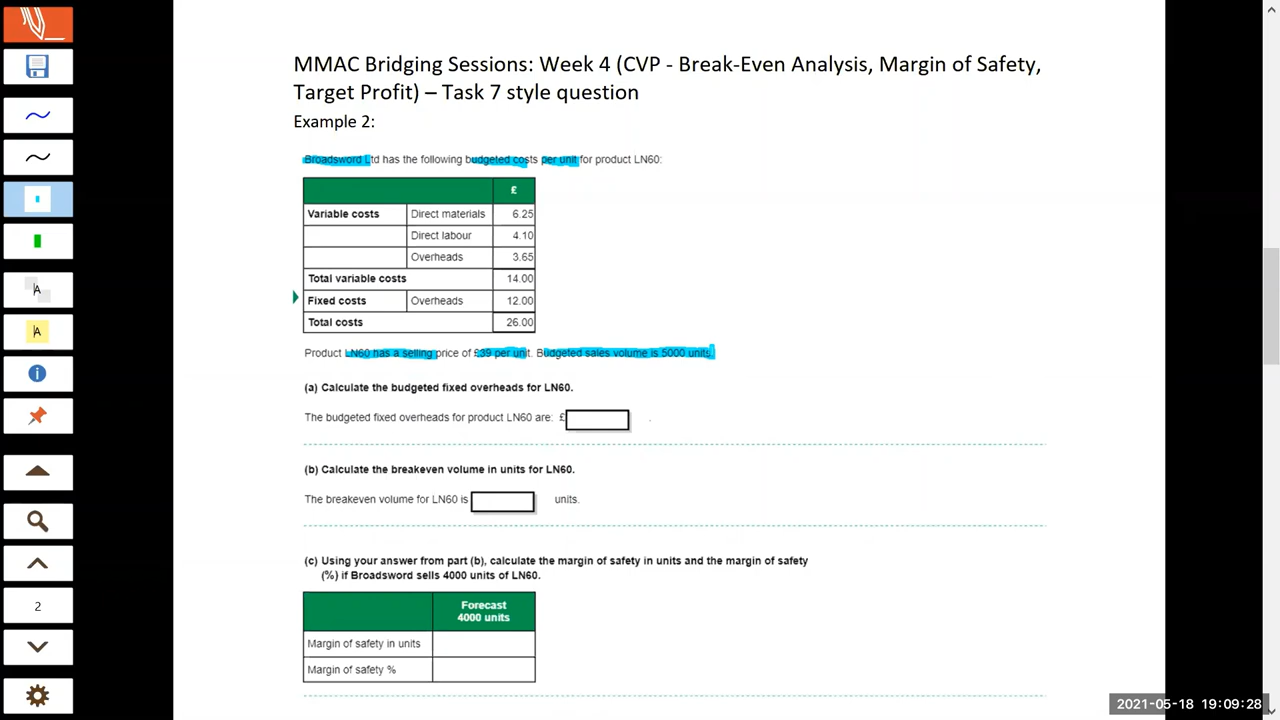 MMAC Bridging Sessions: Week 4 (CVP - Break-Even Analysis, Margin of Safety,
Target Profit) – Task 7 style question
Example 2:
Broadsword Ltd has the following budgeted costs per unit for product LN60:
£
Variable costs Direct materials 6.25
Direct labour 4.10
Overheads 3.65
Total variable costs 14.00
Fixed costs Overheads 12.00
Total costs 26.00
Product LN60 has a selling price of £39 per unit. Budgeted sales volume is 5000 units.
(a) Calculate the budgeted fixed overheads for LN60.
The budgeted fixed overheads for product LN60 are: £ .
(b) Calculate the breakeven volume in units for LN60.
The breakeven volume for LN60 is units.
(c) Using your answer from part (b), calculate the margin of safety in units and the margin of safety
(%) if Broadsword sells 4000 units of LN60.
Forecast
4000 units
Margin of safety in units
Margin of safety %
A
A
2
2021-05-18 19:09:28